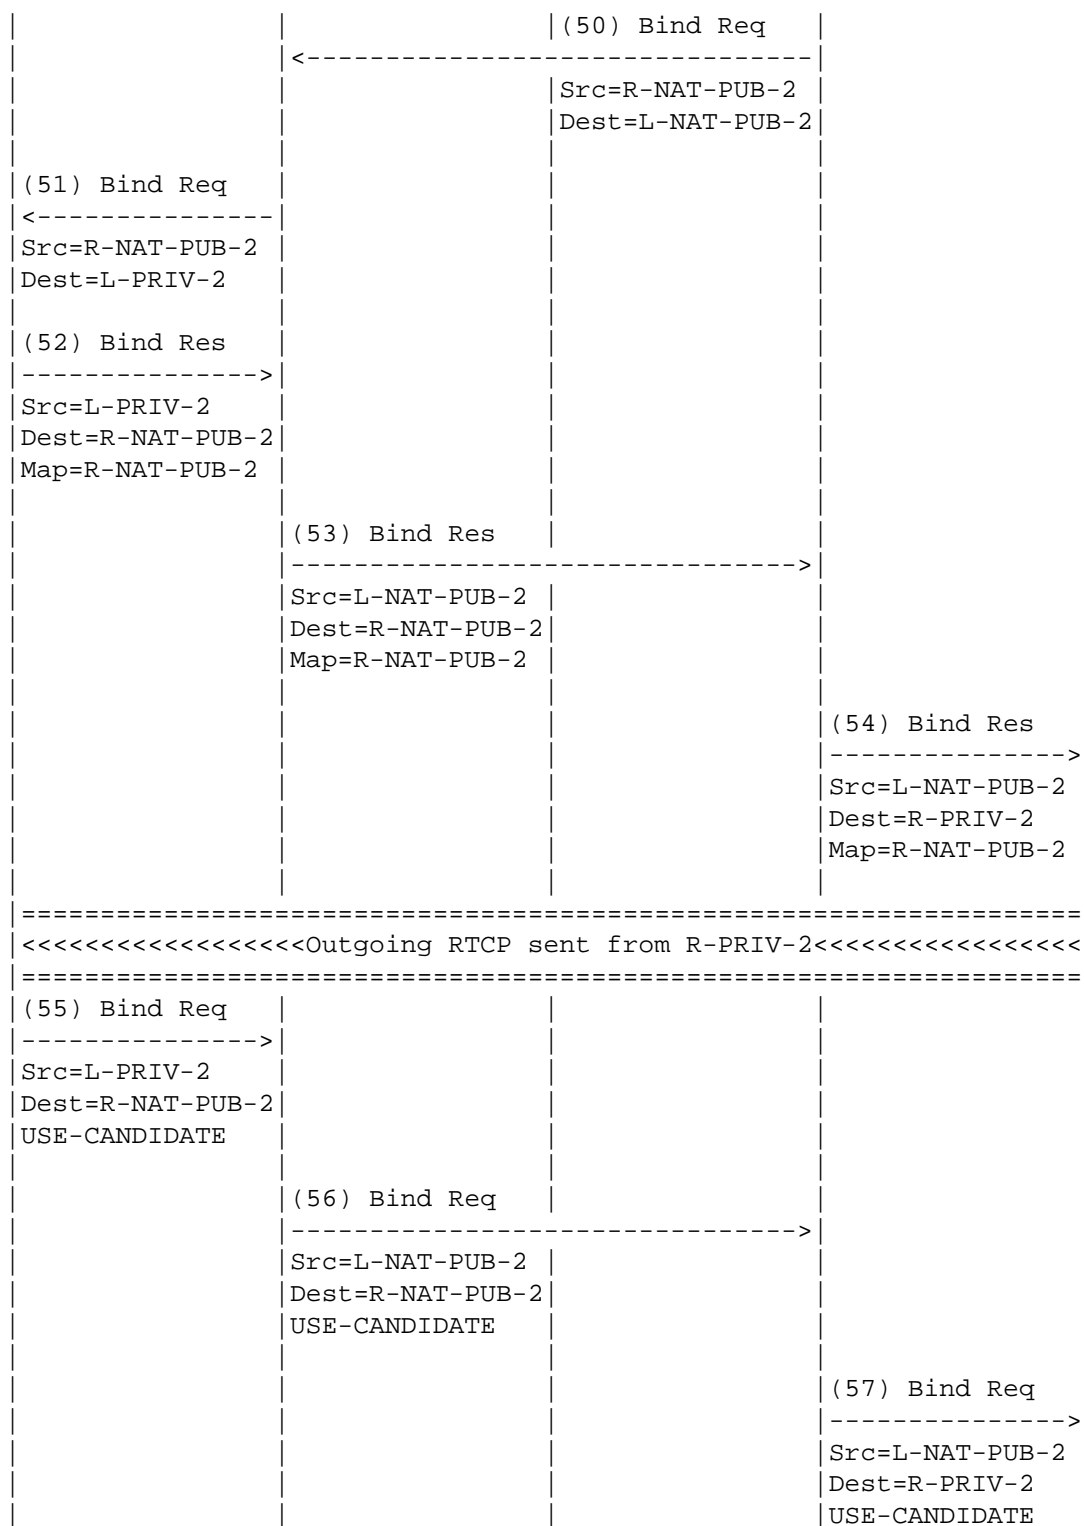 |                |                |(50) Bind Req   |
|                |<--------------------------------|
|                |                |Src=R-NAT-PUB-2 |
|                |                |Dest=L-NAT-PUB-2|
|                |                |                |
|(51) Bind Req   |                |                |
|<---------------|                |                |
|Src=R-NAT-PUB-2 |                |                |
|Dest=L-PRIV-2   |                |                |
|                |                |                |
|(52) Bind Res   |                |                |
|--------------->|                |                |
|Src=L-PRIV-2    |                |                |
|Dest=R-NAT-PUB-2|                |                |
|Map=R-NAT-PUB-2 |                |                |
|                |                |                |
|                |(53) Bind Res   |                |
|                |-------------------------------->|
|                |Src=L-NAT-PUB-2 |                |
|                |Dest=R-NAT-PUB-2|                |
|                |Map=R-NAT-PUB-2 |                |
|                |                |                |
|                |                |                |(54) Bind Res
|                |                |                |--------------->
|                |                |                |Src=L-NAT-PUB-2
|                |                |                |Dest=R-PRIV-2
|                |                |                |Map=R-NAT-PUB-2
|                |                |                |
|===================================================================
|<<<<<<<<<<<<<<<<<<Outgoing RTCP sent from R-PRIV-2<<<<<<<<<<<<<<<<<
|===================================================================
|(55) Bind Req   |                |                |
|--------------->|                |                |
|Src=L-PRIV-2    |                |                |
|Dest=R-NAT-PUB-2|                |                |
|USE-CANDIDATE   |                |                |
|                |                |                |
|                |(56) Bind Req   |                |
|                |-------------------------------->|
|                |Src=L-NAT-PUB-2 |                |
|                |Dest=R-NAT-PUB-2|                |
|                |USE-CANDIDATE   |                |
|                |                |                |
|                |                |                |(57) Bind Req
|                |                |                |--------------->
|                |                |                |Src=L-NAT-PUB-2
|                |                |                |Dest=R-PRIV-2
|                |                |                |USE-CANDIDATE